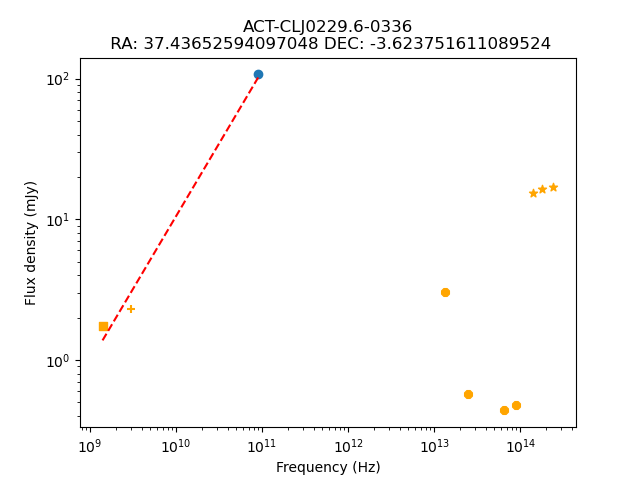 ACT-CLJ0229.6-0336
RA: 37.43652594097048 DEC: -3.623751611089524
Flux density (mJy)
10²
10¹
10⁰
10⁹
10¹⁰
10¹¹
10¹²
10¹³
10¹⁴
Frequency (Hz)